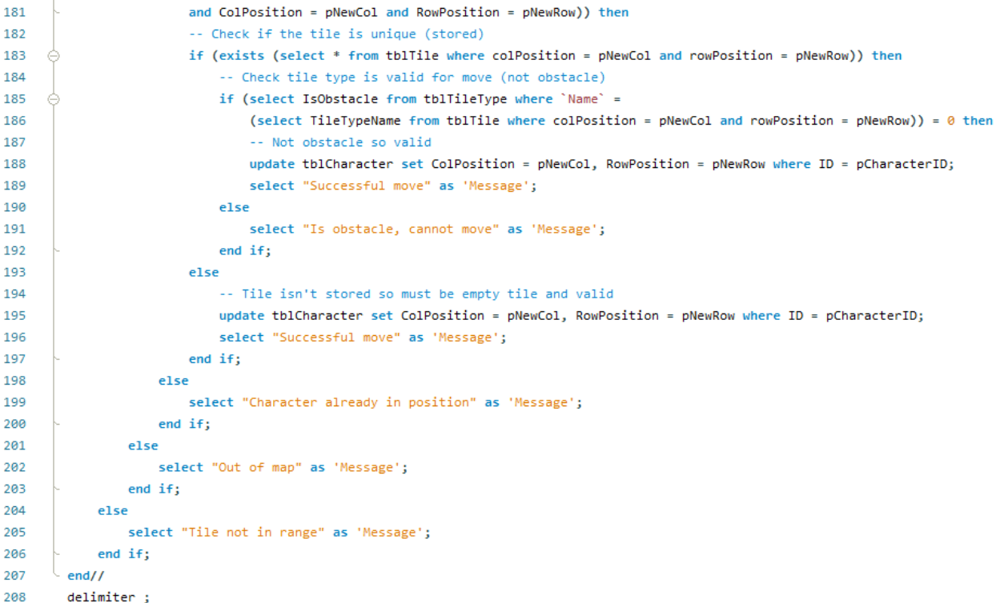 181 and ColPosition = pNewCol and RowPosition = pNewRow)) then
182 -- Check if the tile is unique (stored)
183 if (exists (select * from tblTile where colPosition = pNewCol and rowPosition = pNewRow)) then
184 -- Check tile type is valid for move (not obstacle)
185 if (select IsObstacle from tblTileType where `Name` =
186 (select TileTypeName from tblTile where colPosition = pNewCol and rowPosition = pNewRow)) = 0 then
187 -- Not obstacle so valid
188 update tblCharacter set ColPosition = pNewCol, RowPosition = pNewRow where ID = pCharacterID;
189 select "Successful move" as 'Message';
190 else
191 select "Is obstacle, cannot move" as 'Message';
192 end if;
193 else
194 -- Tile isn't stored so must be empty tile and valid
195 update tblCharacter set ColPosition = pNewCol, RowPosition = pNewRow where ID = pCharacterID;
196 select "Successful move" as 'Message';
197 end if;
198 else
199 select "Character already in position" as 'Message';
200 end if;
201 else
202 select "Out of map" as 'Message';
203 end if;
204 else
205 select "Tile not in range" as 'Message';
206 end if;
207 end//
208 delimiter ;